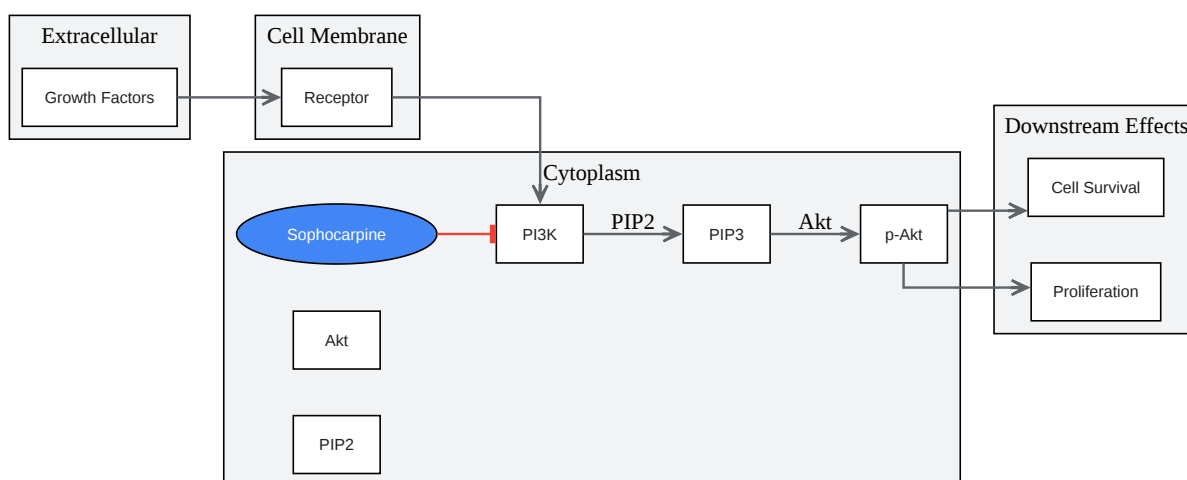 Extracellular
Cell Membrane
Growth Factors
Receptor
Downstream Effects
Cytoplasm
Cell Survival
Sophocarpine
PI3K
PIP2
PIP3
Akt
p-Akt
Proliferation
Akt
PIP2